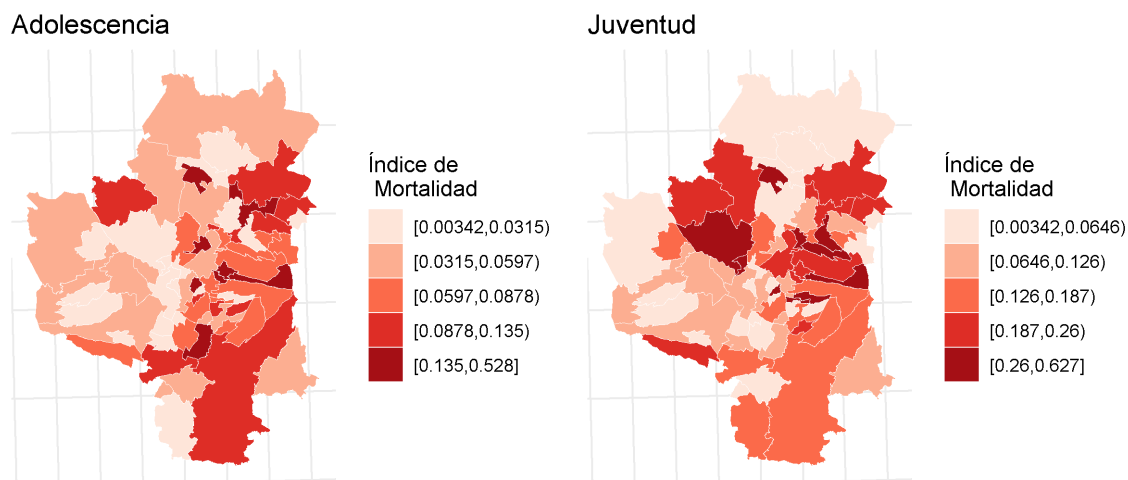 Adolescencia
Índice de
Mortalidad
[0.00342,0.0315)
[0.0315,0.0597)
[0.0597,0.0878)
[0.0878,0.135)
[0.135,0.528]
Juventud
Índice de
Mortalidad
[0.00342,0.0646)
[0.0646,0.126)
[0.126,0.187)
[0.187,0.26)
[0.26,0.627]